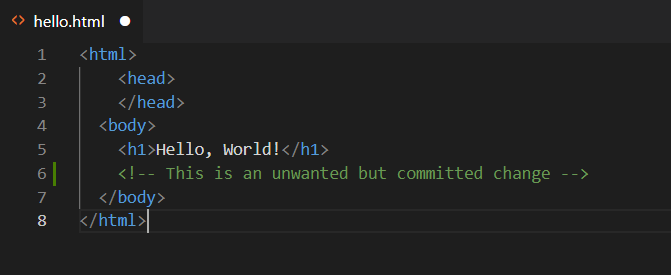 <> hello.html ●
1 <html>
2 <head>
3 </head>
4 <body>
5 <h1>Hello, World!</h1>
6 <!-- This is an unwanted but committed change -->
7 </body>
8 </html>